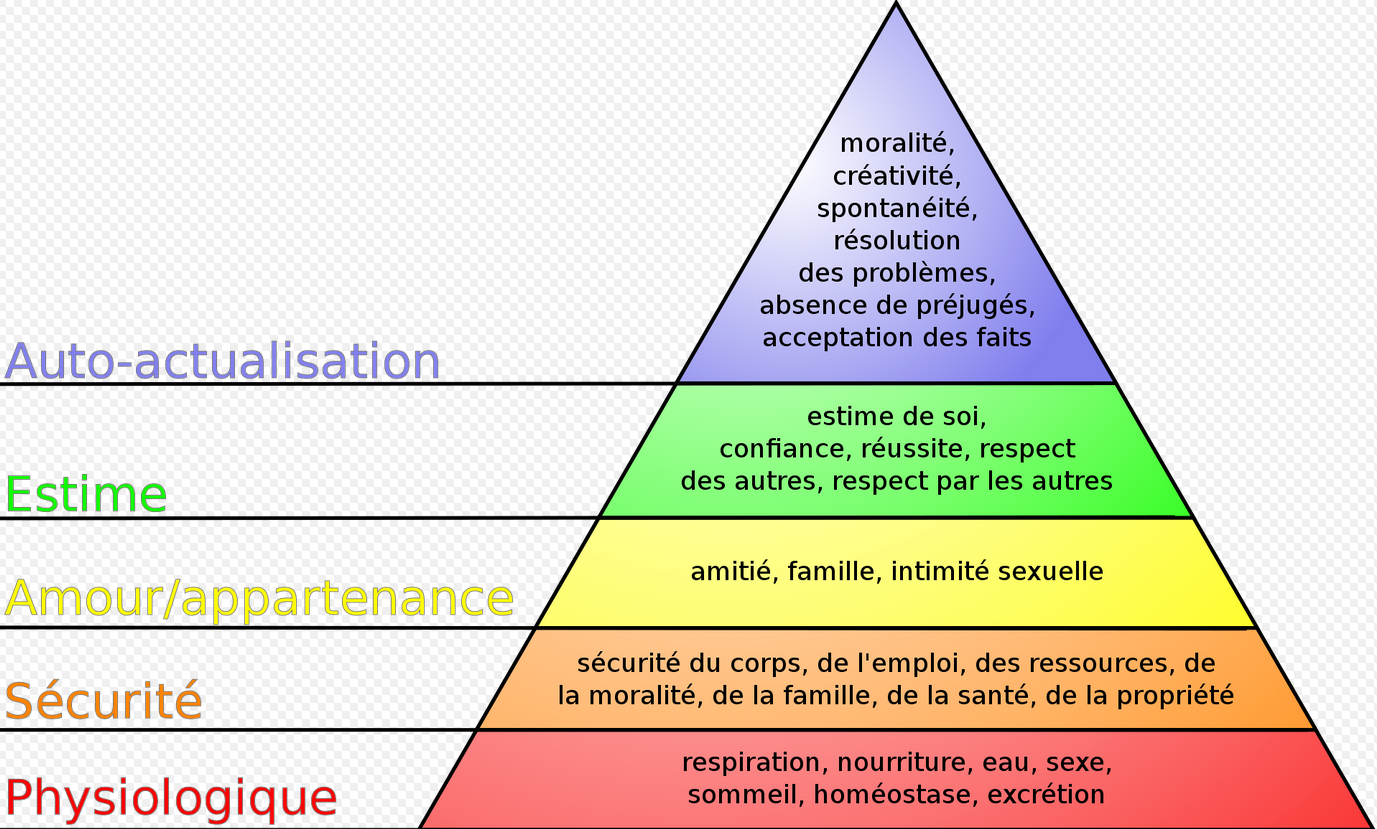 moralité,
créativité,
spontanéité,
résolution
des problèmes,
absence de préjugés,
acceptation des faits
Auto-actualisation
estime de soi,
confiance, réussite, respect
des autres, respect par les autres
Estime
amitié, famille, intimité sexuelle
Amour/appartenance
sécurité du corps, de l'emploi, des ressources, de
la moralité, de la famille, de la santé, de la propriété
Sécurité
respiration, nourriture, eau, sexe,
sommeil, homéostase, excrétion
Physiologique